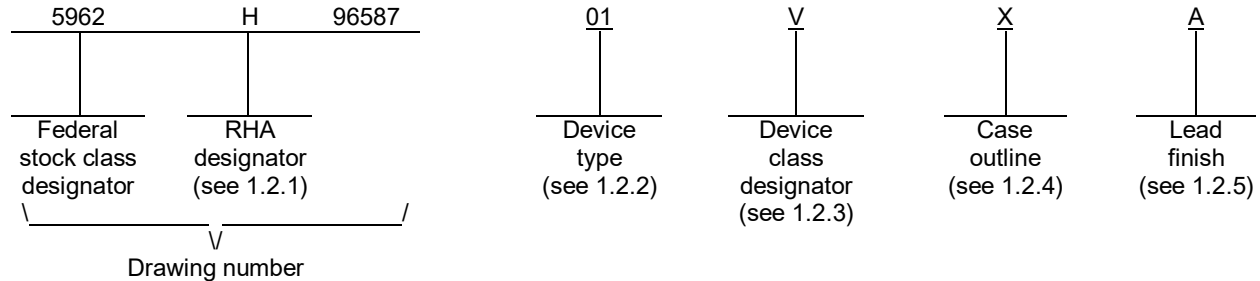 5962 H 96587 01 V X A
Federal RHA Device Device Case Lead
stock class designator type class outline finish
designator (see 1.2.1) (see 1.2.2) designator (see 1.2.4) (see 1.2.5)
(see 1.2.3)
\ /
\/
Drawing number